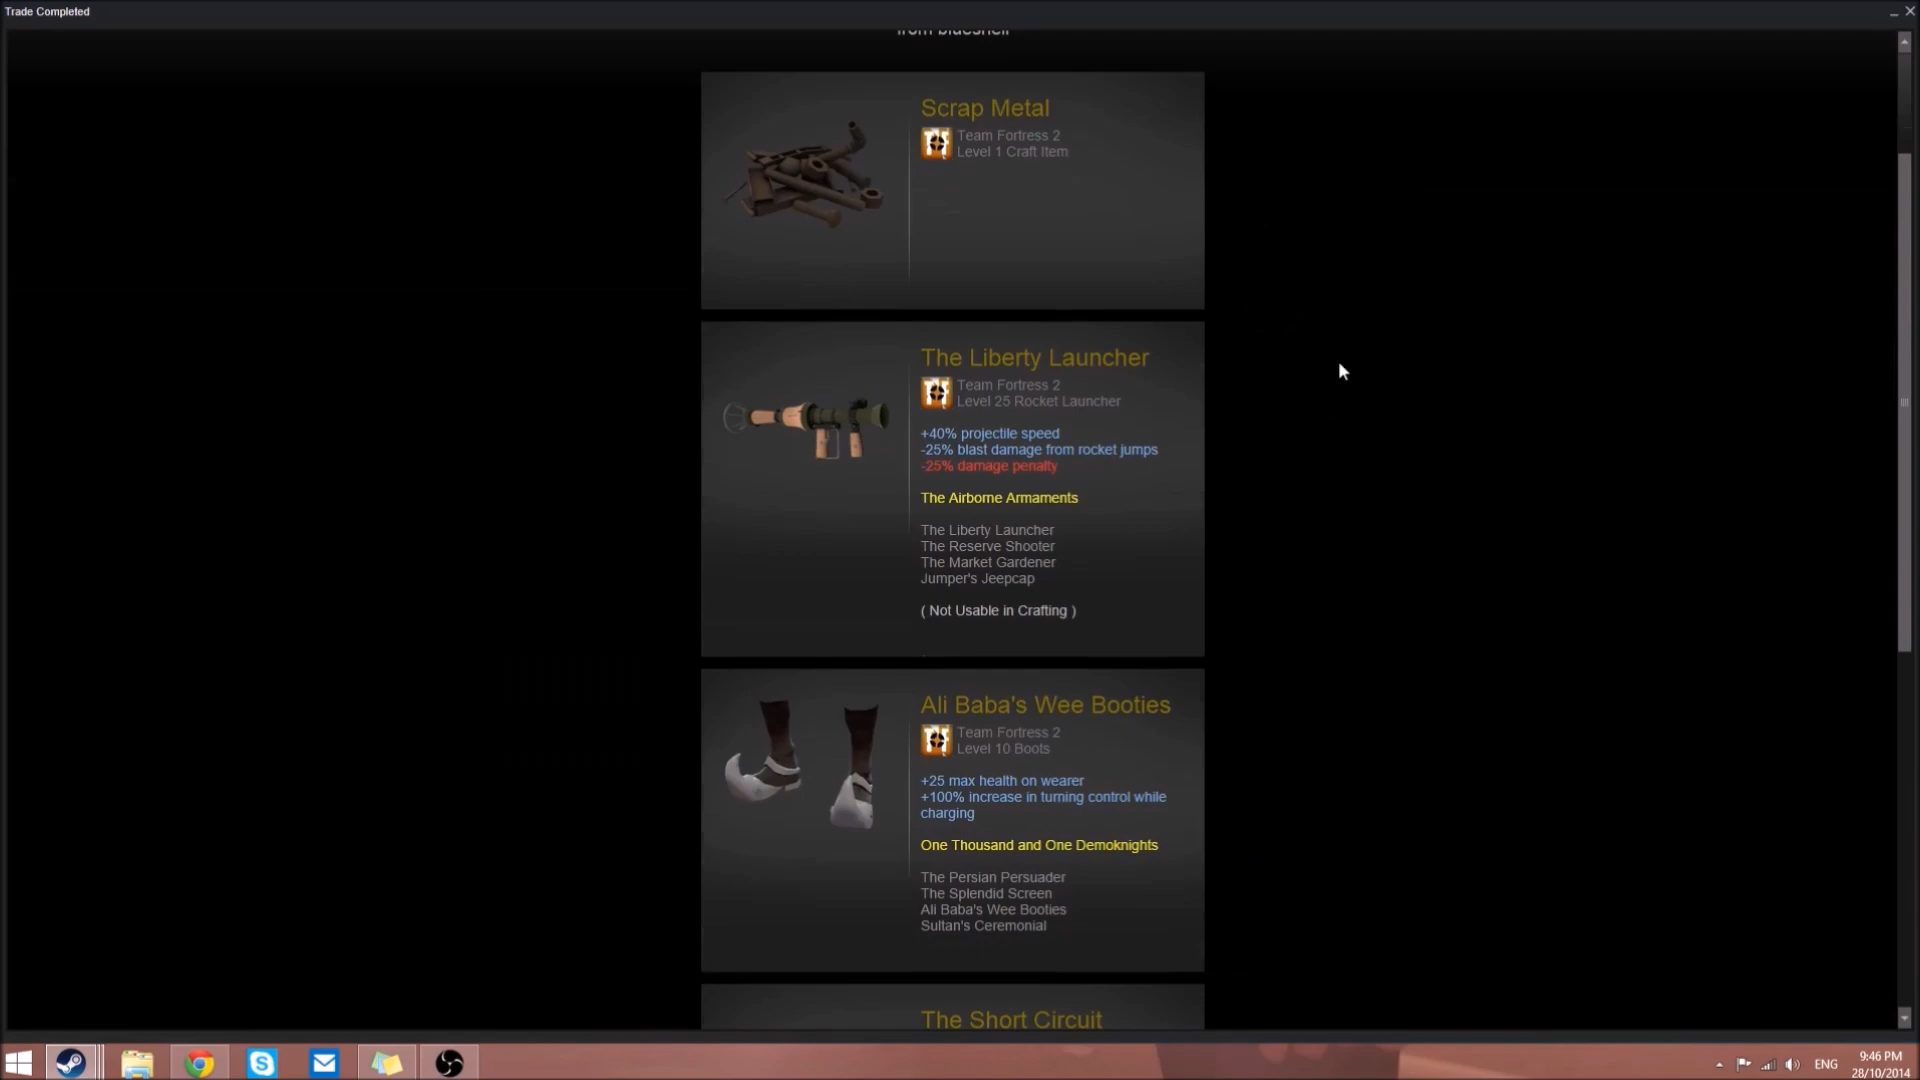 Trade Completed
from blueshell
Scrap Metal
Team Fortress 2
Level 1 Craft Item
The Liberty Launcher
Team Fortress 2
Level 25 Rocket Launcher
+40% projectile speed
-25% blast damage from rocket jumps
-25% damage penalty
The Airborne Armaments
The Liberty Launcher
The Reserve Shooter
The Market Gardener
Jumper's Jeepcap
( Not Usable in Crafting )
Ali Baba's Wee Booties
Team Fortress 2
Level 10 Boots
+25 max health on wearer
+100% increase in turning control while
charging
One Thousand and One Demoknights
The Persian Persuader
The Splendid Screen
Ali Baba's Wee Booties
Sultan's Ceremonial
The Short Circuit
ENG
9:46 PM
28/10/2014